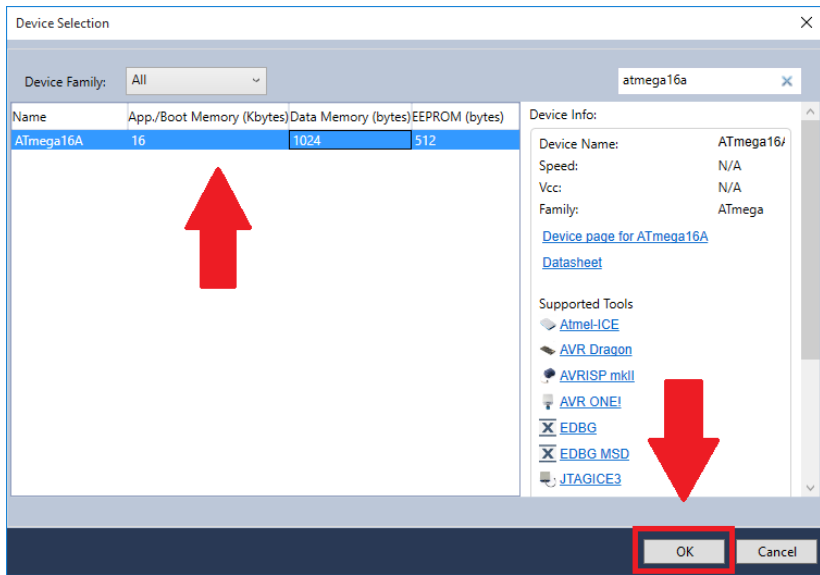 Device Selection
Device Family: All
atmega16a
Name App./Boot Memory (Kbytes) Data Memory (bytes) EEPROM (bytes)
ATmega16A 16 1024 512
Device Info:
Device Name: ATmega16A
Speed: N/A
Vcc: N/A
Family: ATmega
Device page for ATmega16A
Datasheet
Supported Tools
Atmel-ICE
AVR Dragon
AVRISP mkII
AVR ONE!
EDBG
EDBG MSD
JTAGICE3
OK Cancel